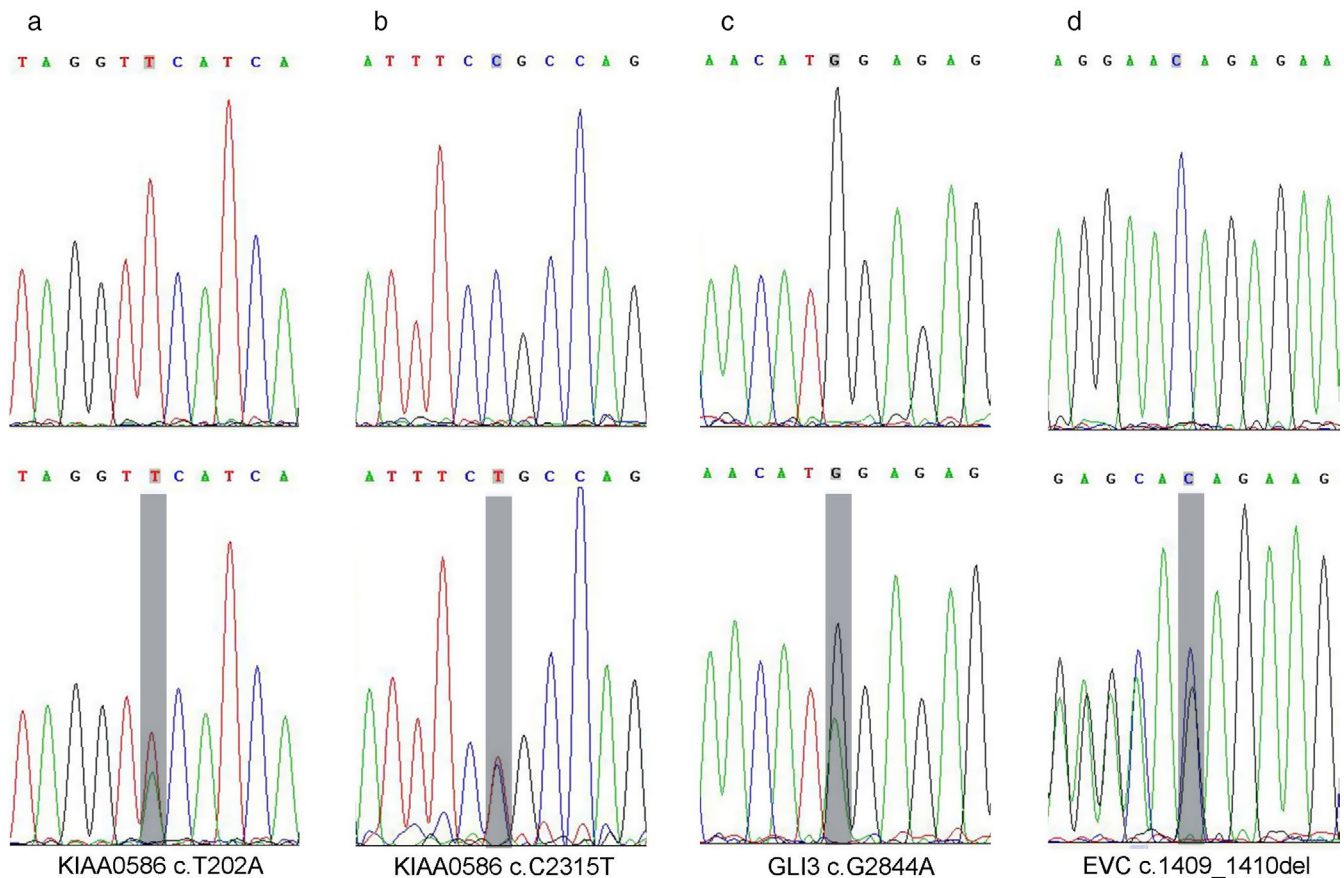 a b c d
T A G G T T C A T C A
A T T T C C G C C A G
A A C A T G G A G A G
A G G A A C A G A G A A
T A G G T T C A T C A
A T T T C T G C C A G
A A C A T G G A G A G
G A G C A C A G A A G
KIAA0586 c.T202A
KIAA0586 c.C2315T
GLI3 c.G2844A
EVC c.1409_1410del